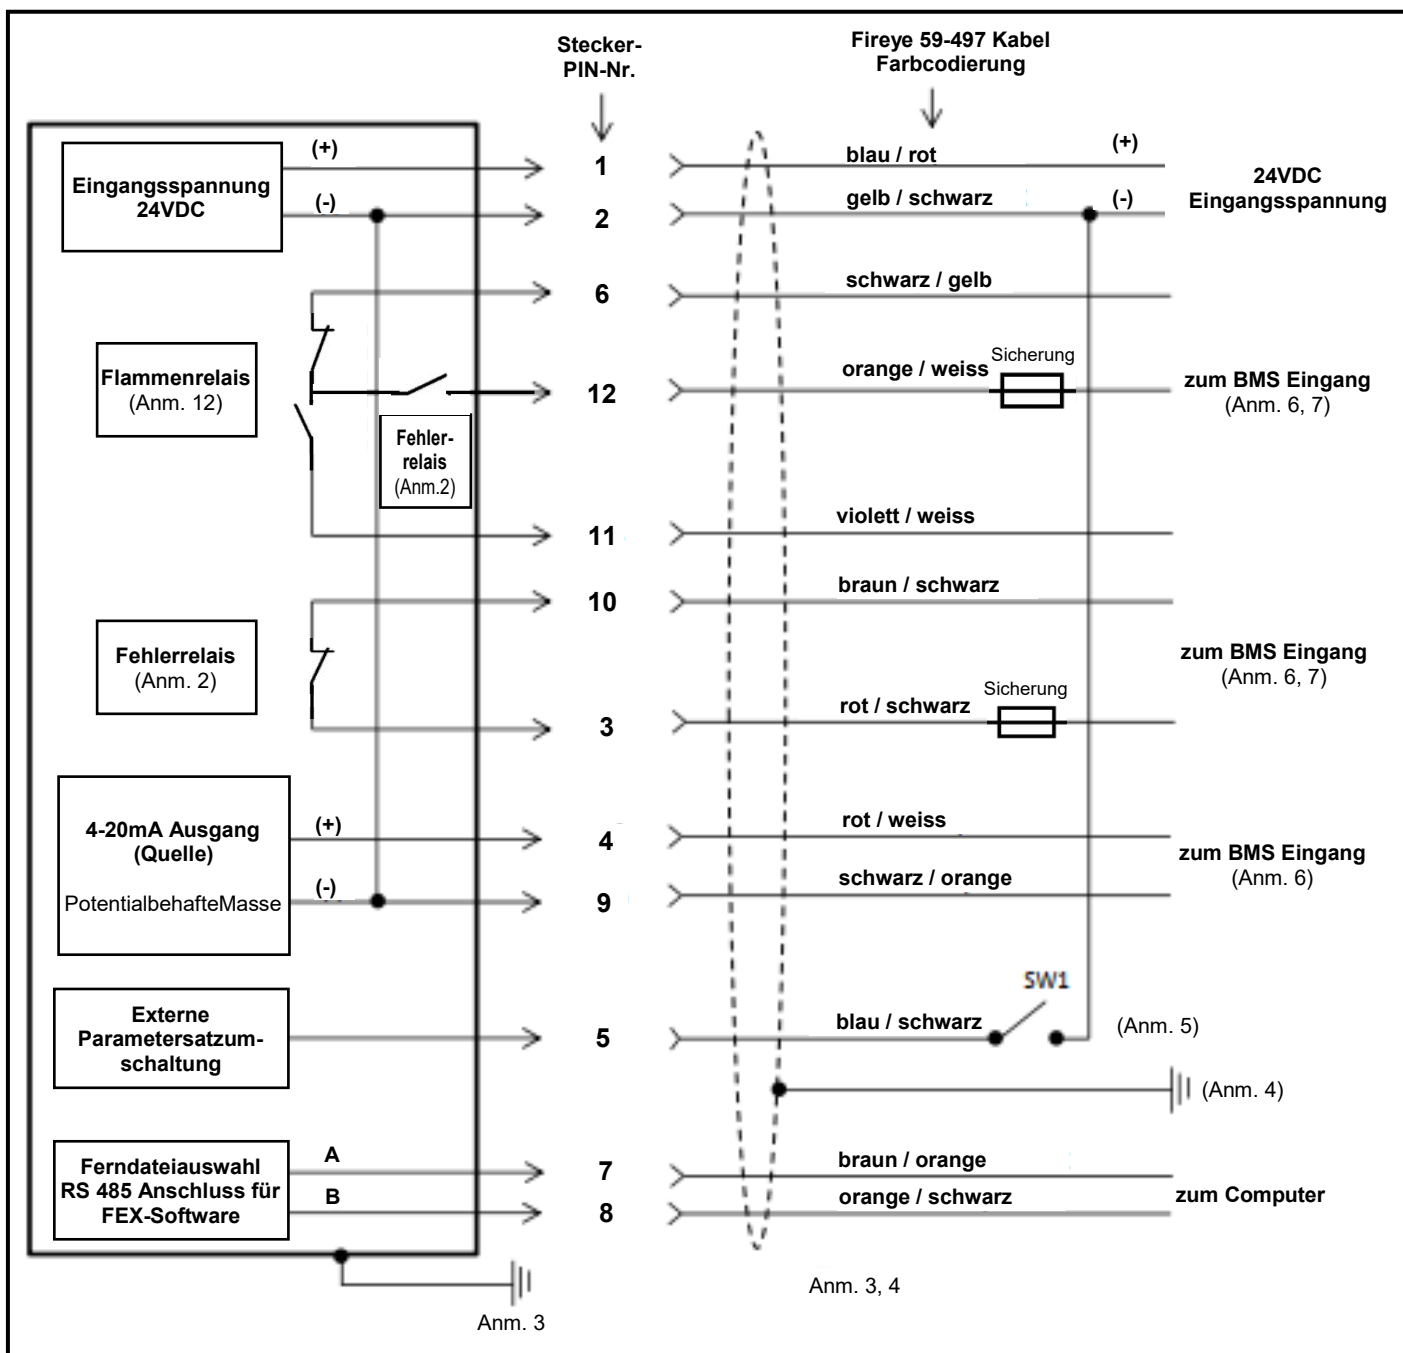 Stecker-
PIN-Nr.
Fireye 59-497 Kabel
Farbcodierung
Eingangsspannung
24VDC
(+)
(-)
1
2
blau / rot
gelb / schwarz
(+)
(-)
24VDC
Eingangsspannung
6
schwarz / gelb
Flammenrelais
(Anm. 12)
Fehler-
relais
(Anm.2)
12
orange / weiss
Sicherung
zum BMS Eingang
(Anm. 6, 7)
11
violett / weiss
10
braun / schwarz
Fehlerrelais
(Anm. 2)
3
rot / schwarz
Sicherung
zum BMS Eingang
(Anm. 6, 7)
4-20mA Ausgang
(Quelle)
PotentialbehafteMasse
(+)
(-)
4
9
rot / weiss
schwarz / orange
zum BMS Eingang
(Anm. 6)
Externe
Parametersatzum-
schaltung
5
blau / schwarz
SW1
(Anm. 5)
(Anm. 4)
Ferndateiauswahl
RS 485 Anschluss für
FEX-Software
A
B
7
8
braun / orange
orange / schwarz
zum Computer
Anm. 3
Anm. 3, 4